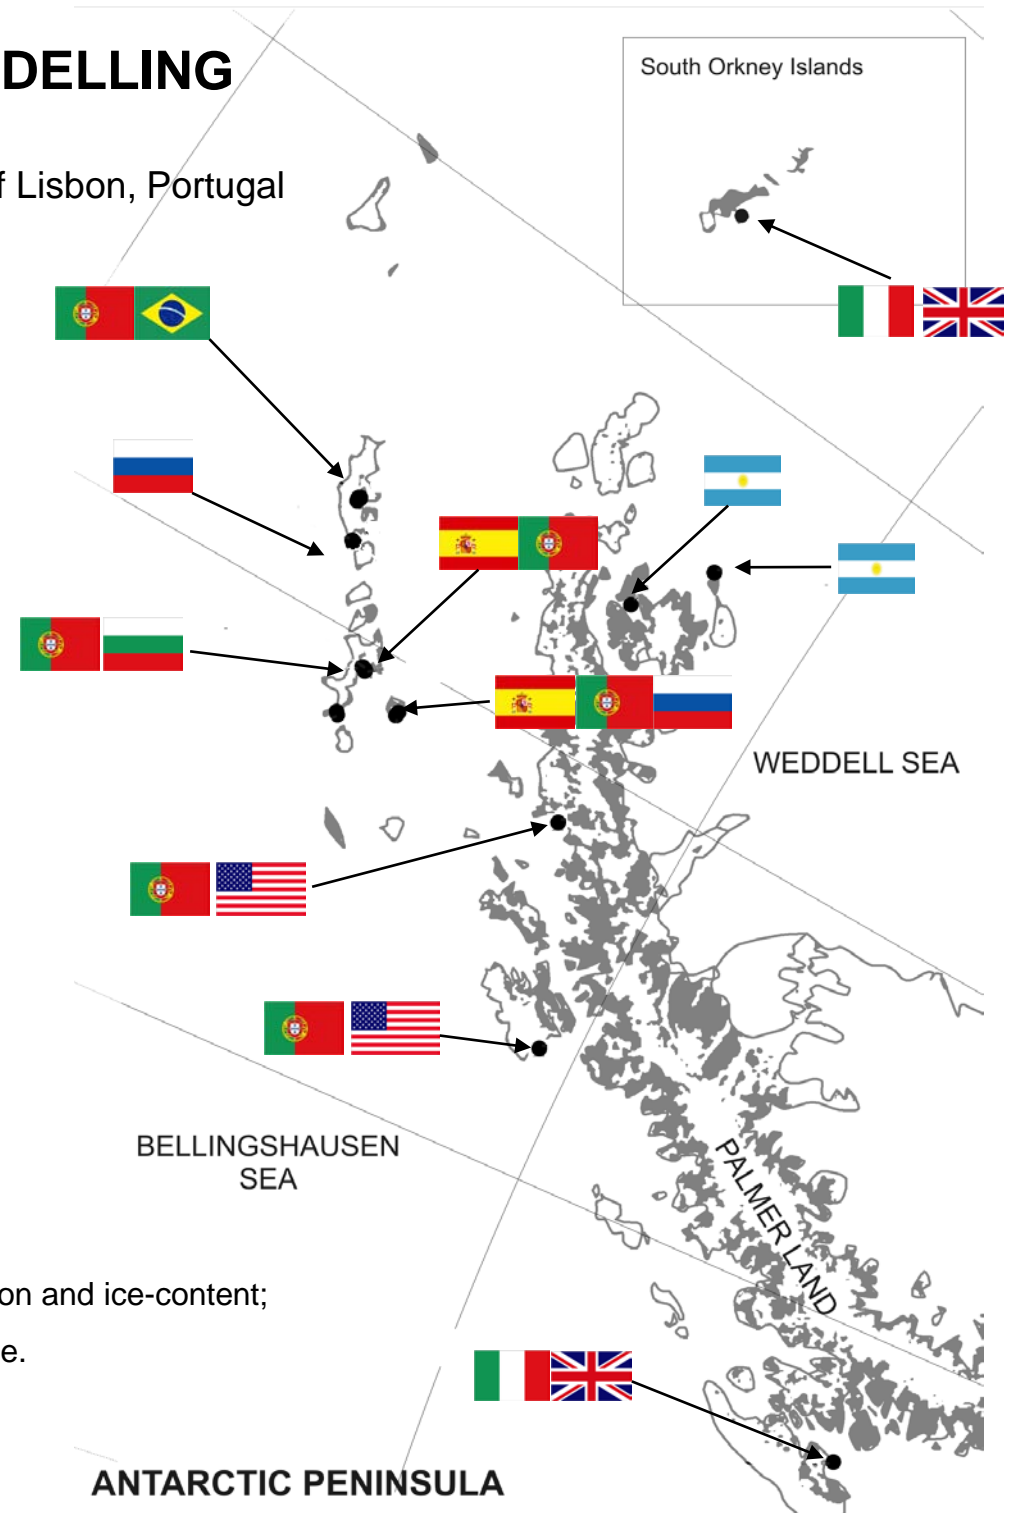 DELLING
South Orkney Islands
f Lisbon, Portugal
WEDDELL SEA
BELLINGSHAUSEN
SEA
PALMER LAND
on and ice-content;
e.
ANTARCTIC PENINSULA